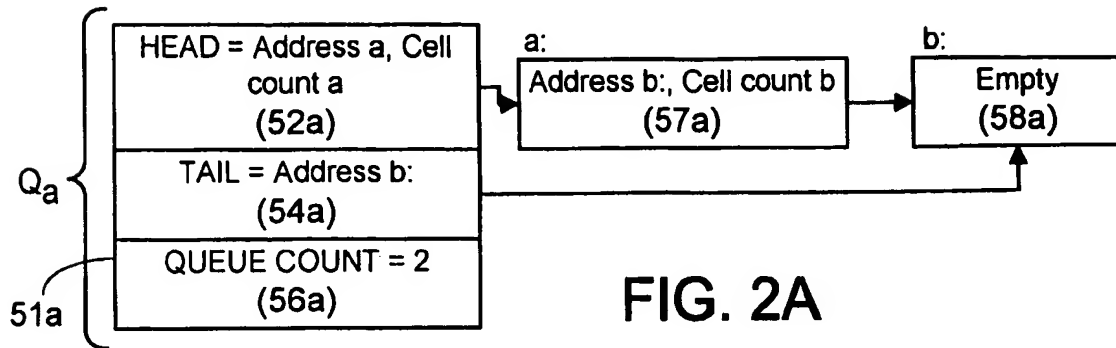 HEAD = Address a, Cell
count a
(52a)
a:
Address b:, Cell count b
(57a)
b:
Empty
(58a)
Qa
TAIL = Address b:
(54a)
QUEUE COUNT = 2
(56a)
51a
FIG. 2A